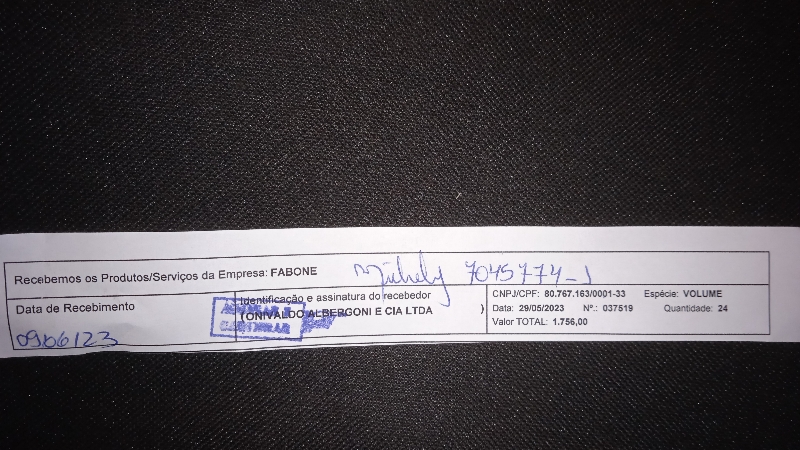 Recebemos os Produtos/Serviços da Empresa: FABONE
Michely 7045774-1
Data de Recebimento
09/06/23
Identificação e assinatura do recebedor
TONIVALDO ALBERGONI E CIA LTDA )
CNPJ/CPF: 80.767.163/0001-33 Espécie: VOLUME
Data: 29/05/2023 Nº.: 037519 Quantidade: 24
Valor TOTAL: 1.756,00